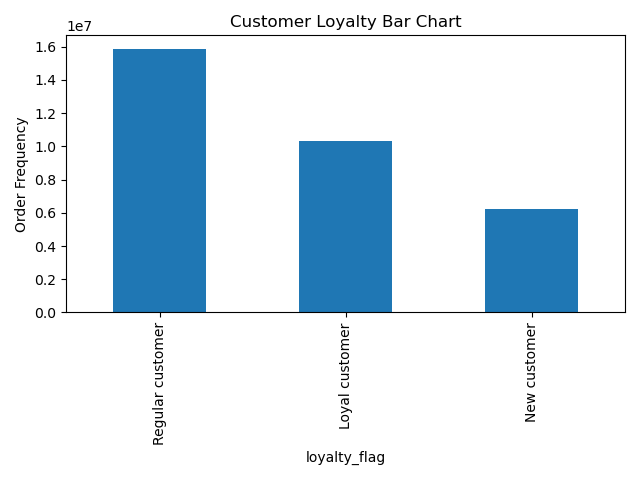 Customer Loyalty Bar Chart
1e7
1.6
1.4
1.2
1.0
0.8
0.6
0.4
0.2
0.0
Order Frequency
Regular customer
Loyal customer
New customer
loyalty_flag